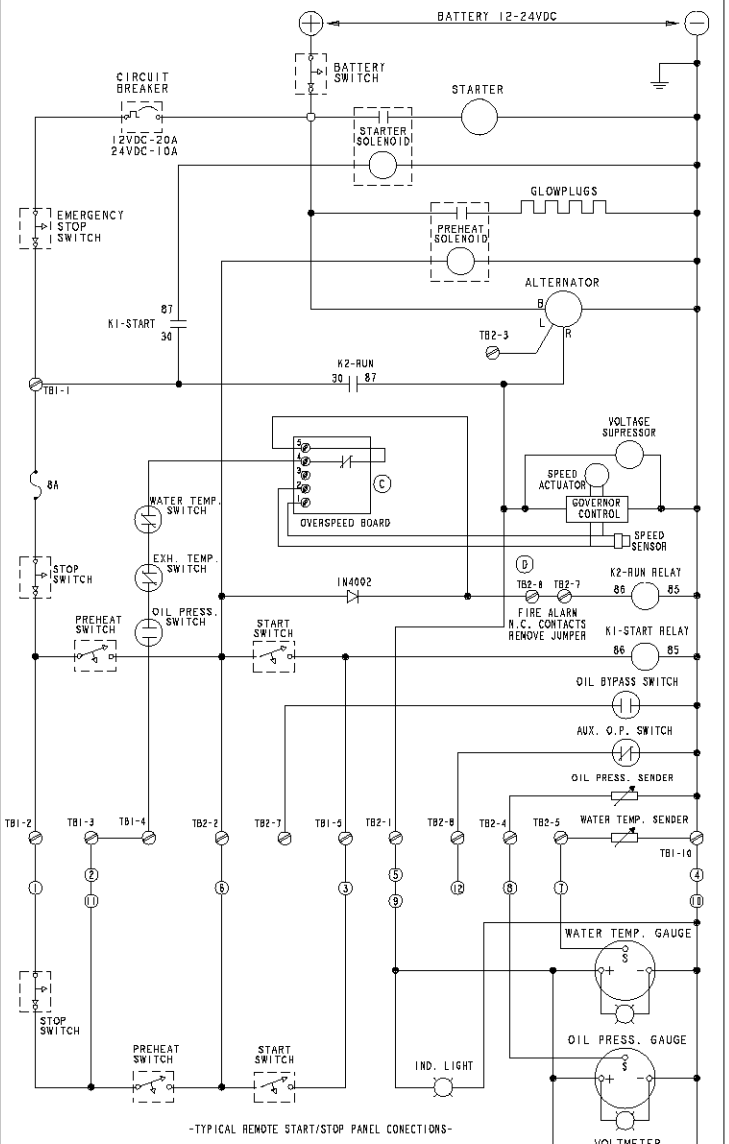 +
BATTERY 12-24VDC
−
BATTERY
SWITCH
CIRCUIT
BREAKER
12VDC-20A
24VDC-10A
STARTER
STARTER
SOLENOID
GLOWPLUGS
EMERGENCY
STOP
SWITCH
PREHEAT
SOLENOID
ALTERNATOR
B
L
R
87
K1-START
30
TB2-3
K2-RUN
30
87
TB1-1
VOLTAGE
SUPRESSOR
5
4
3
2
1
C
SPEED
ACTUATOR
GOVERNOR
CONTROL
8A
WATER TEMP.
SWITCH
OVERSPEED BOARD
SPEED
SENSOR
STOP
SWITCH
EXH. TEMP.
SWITCH
D
1N4002
TB2-6
TB2-7
K2-RUN RELAY
86
85
FIRE ALARM
N.C. CONTACTS
REMOVE JUMPER
PREHEAT
SWITCH
OIL PRESS.
SWITCH
START
SWITCH
K1-START RELAY
86
85
OIL BYPASS SWITCH
AUX. O.P. SWITCH
OIL PRESS. SENDER
WATER TEMP. SENDER
TB1-2
TB1-3
TB1-4
TB2-2
TB2-7
TB1-5
TB2-1
TB2-8
TB2-4
TB2-5
TB1-10
1
2
11
6
3
5
9
12
8
7
4
10
WATER TEMP. GAUGE
S
+
-
STOP
SWITCH
OIL PRESS. GAUGE
S
+
-
PREHEAT
SWITCH
START
SWITCH
IND. LIGHT
-TYPICAL REMOTE START/STOP PANEL CONECTIONS-
VOLTMETER